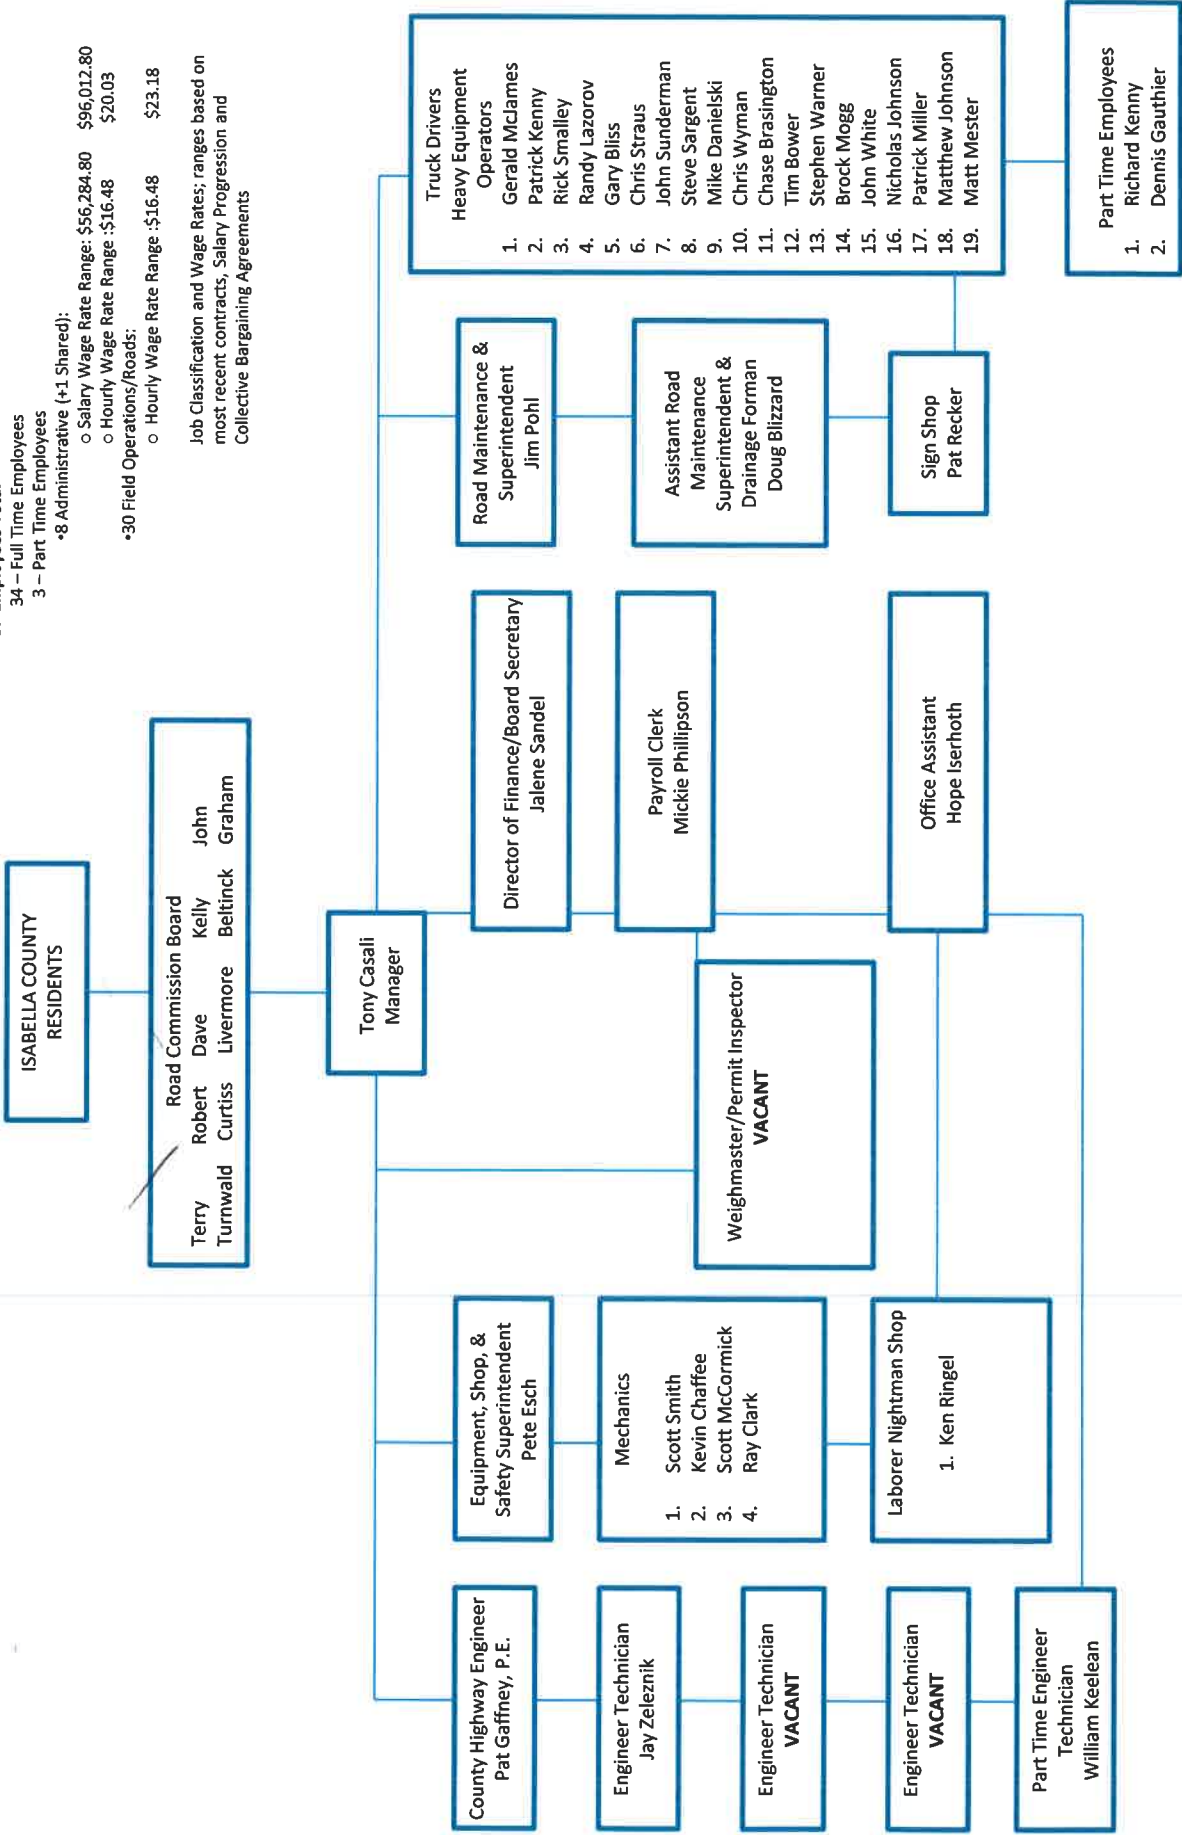 34 – Full Time Employees
3 – Part Time Employees
•8 Administrative (+1 Shared):
o Salary Wage Rate Range: $56,284.80 $96,012.80
o Hourly Wage Rate Range :$16.48 $20.03
•30 Field Operations/Roads:
o Hourly Wage Rate Range :$16.48 $23.18
Job Classification and Wage Rates; ranges based on
most recent contracts, Salary Progression and
Collective Bargaining Agreements
ISABELLA COUNTY
RESIDENTS
Road Commission Board
Terry Robert Dave Kelly John
Turnwald Curtiss Livermore Beltinck Graham
Tony Casali
Manager
County Highway Engineer
Pat Gaffney, P.E.
Engineer Technician
Jay Zeleznik
Engineer Technician
VACANT
Engineer Technician
VACANT
Part Time Engineer
Technician
William Keelean
Equipment, Shop, &
Safety Superintendent
Pete Esch
Mechanics
1. Scott Smith
2. Kevin Chaffee
3. Scott McCormick
4. Ray Clark
Laborer Nightman Shop
1. Ken Ringel
Weighmaster/Permit Inspector
VACANT
Director of Finance/Board Secretary
Jalene Sandel
Payroll Clerk
Mickie Phillipson
Office Assistant
Hope Iserhoth
Road Maintenance &
Superintendent
Jim Pohl
Assistant Road
Maintenance
Superintendent &
Drainage Forman
Doug Blizzard
Sign Shop
Pat Recker
Truck Drivers
Heavy Equipment
Operators
1. Gerald McJames
2. Patrick Kenny
3. Rick Smalley
4. Randy Lazorov
5. Gary Bliss
6. Chris Straus
7. John Sunderman
8. Steve Sargent
9. Mike Danielski
10. Chris Wyman
11. Chase Brasington
12. Tim Bower
13. Stephen Warner
14. Brock Mogg
15. John White
16. Nicholas Johnson
17. Patrick Miller
18. Matthew Johnson
19. Matt Mester
Part Time Employees
1. Richard Kenny
2. Dennis Gauthier